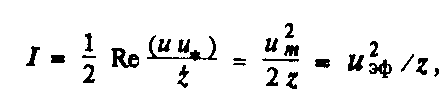 I = 1/2 Re (u u*)/ż = u_m^2/2z = u_эф^2/z,